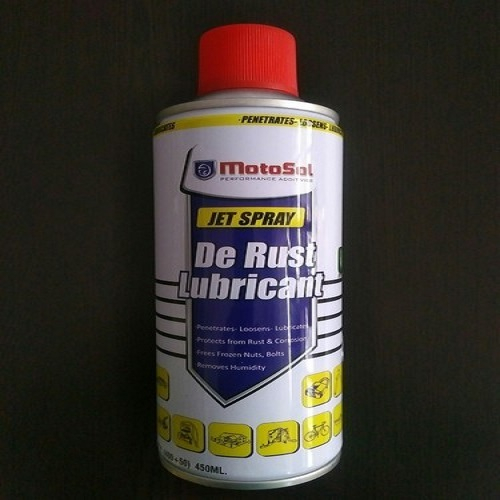 PENETRATES-
MotoSol
PERFORMANCE ADDITIVES
JET SPRAY
De Rust
Lubricant
Penetrates- Loosens- Lubricates
Protects from Rust & Corrosion
Frees Frozen Nuts, Bolts
Removes Humidity
+50) 450ML.